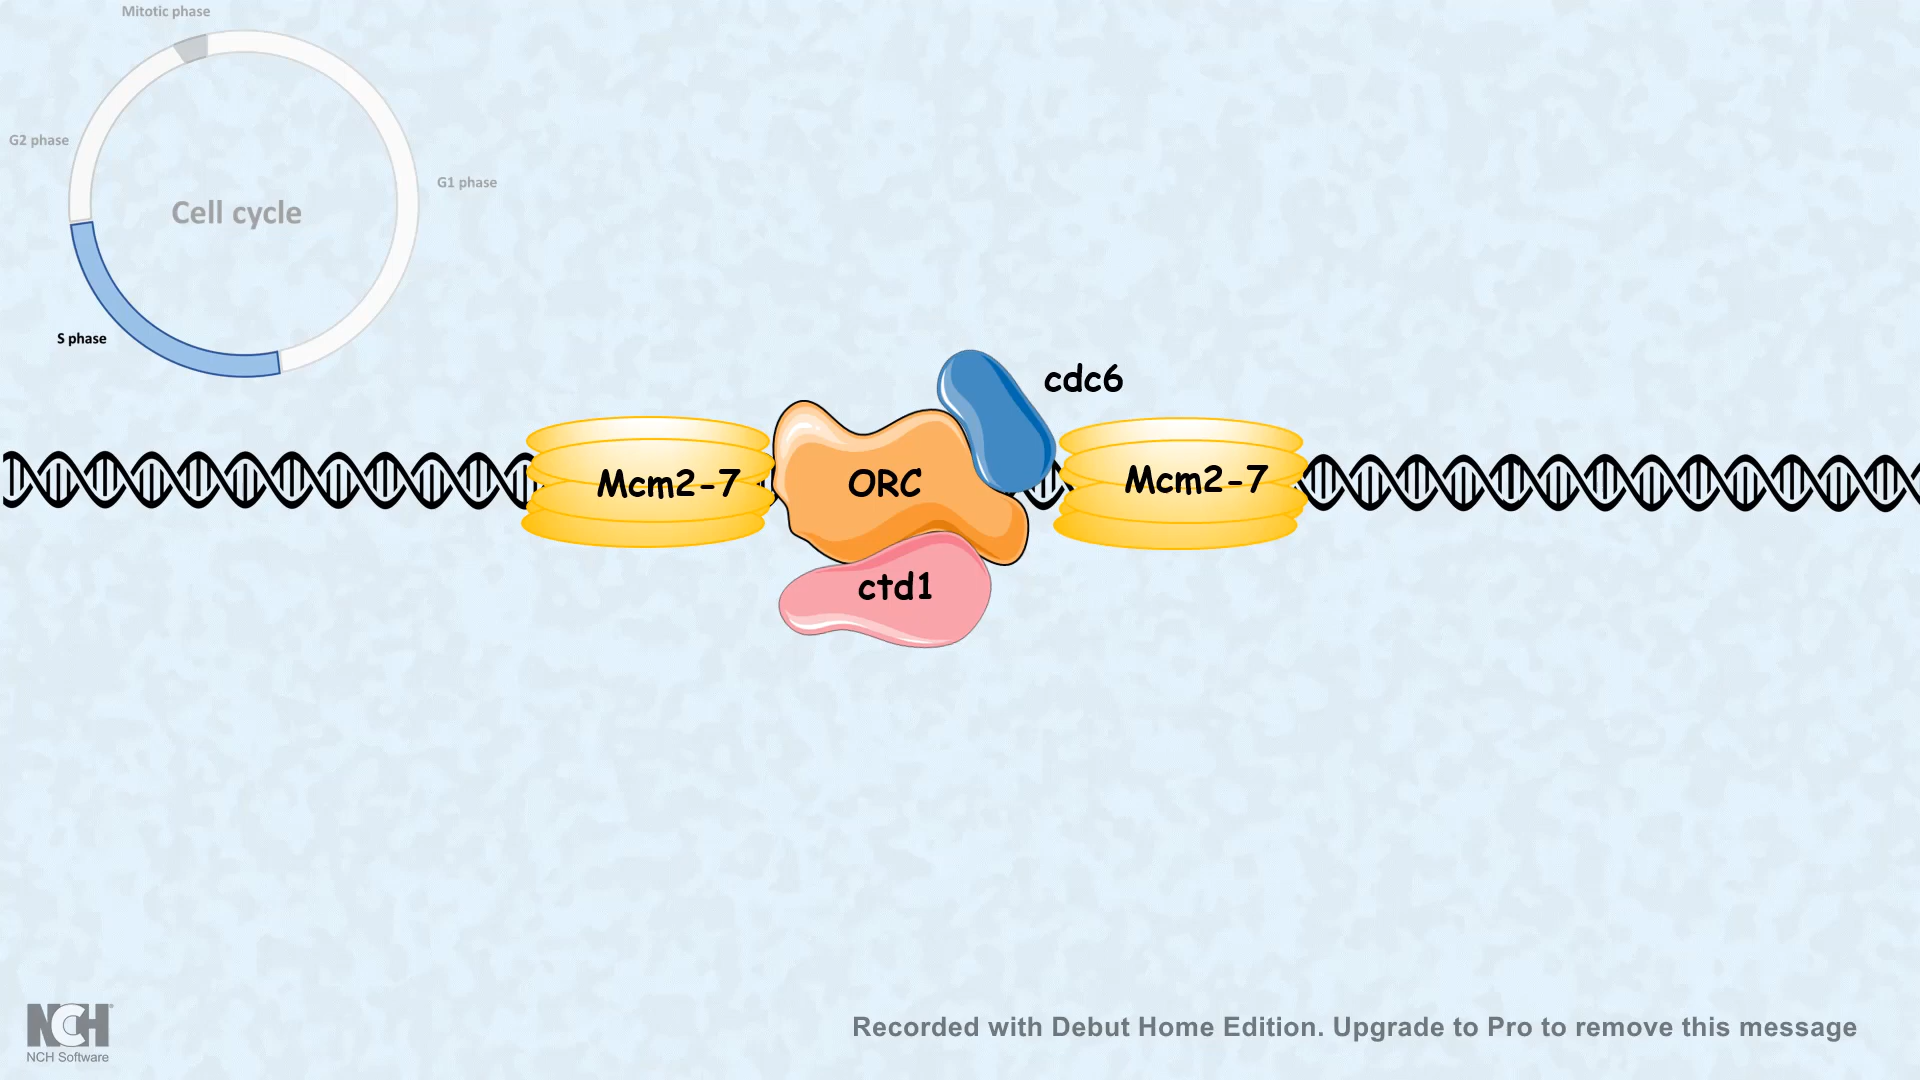 Mitotic phase
G2 phase
G1 phase
Cell cycle
S phase
cdc6
Mcm2-7
ORC
Mcm2-7
ctd1
NCH®
NCH Software
Recorded with Debut Home Edition. Upgrade to Pro to remove this message